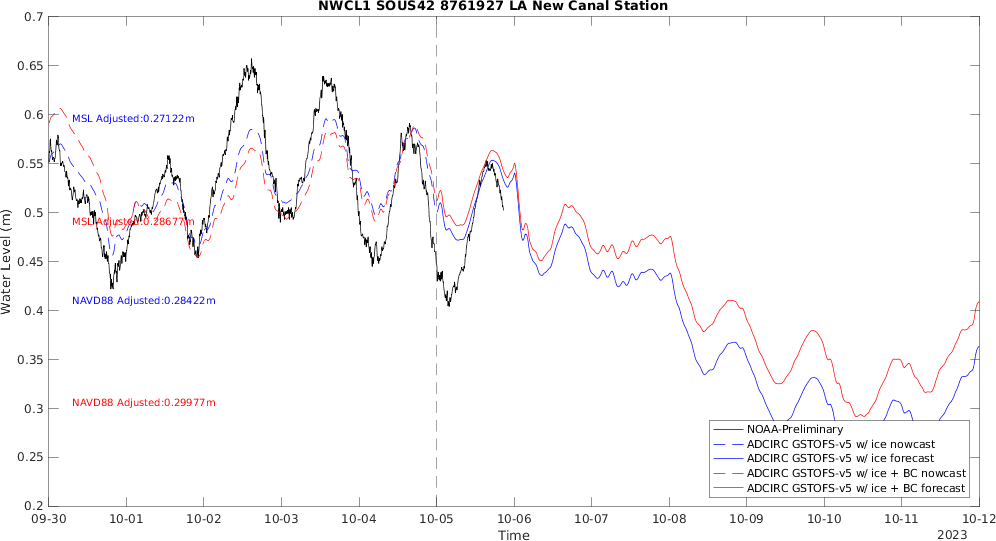 NWCL1 SOUS42 8761927 LA New Canal Station
0.7
0.65
0.6
0.55
0.5
0.45
0.4
0.35
0.3
0.25
0.2
Water Level (m)
MSL Adjusted:0.27122m
MSL Adjusted:0.28677m
NAVD88 Adjusted:0.28422m
NAVD88 Adjusted:0.29977m
NOAA-Preliminary
ADCIRC GSTOFS-v5 w/ ice nowcast
ADCIRC GSTOFS-v5 w/ ice forecast
ADCIRC GSTOFS-v5 w/ ice + BC nowcast
ADCIRC GSTOFS-v5 w/ ice + BC forecast
09-30 10-01 10-02 10-03 10-04 10-05 10-06 10-07 10-08 10-09 10-10 10-11 10-12
Time
2023